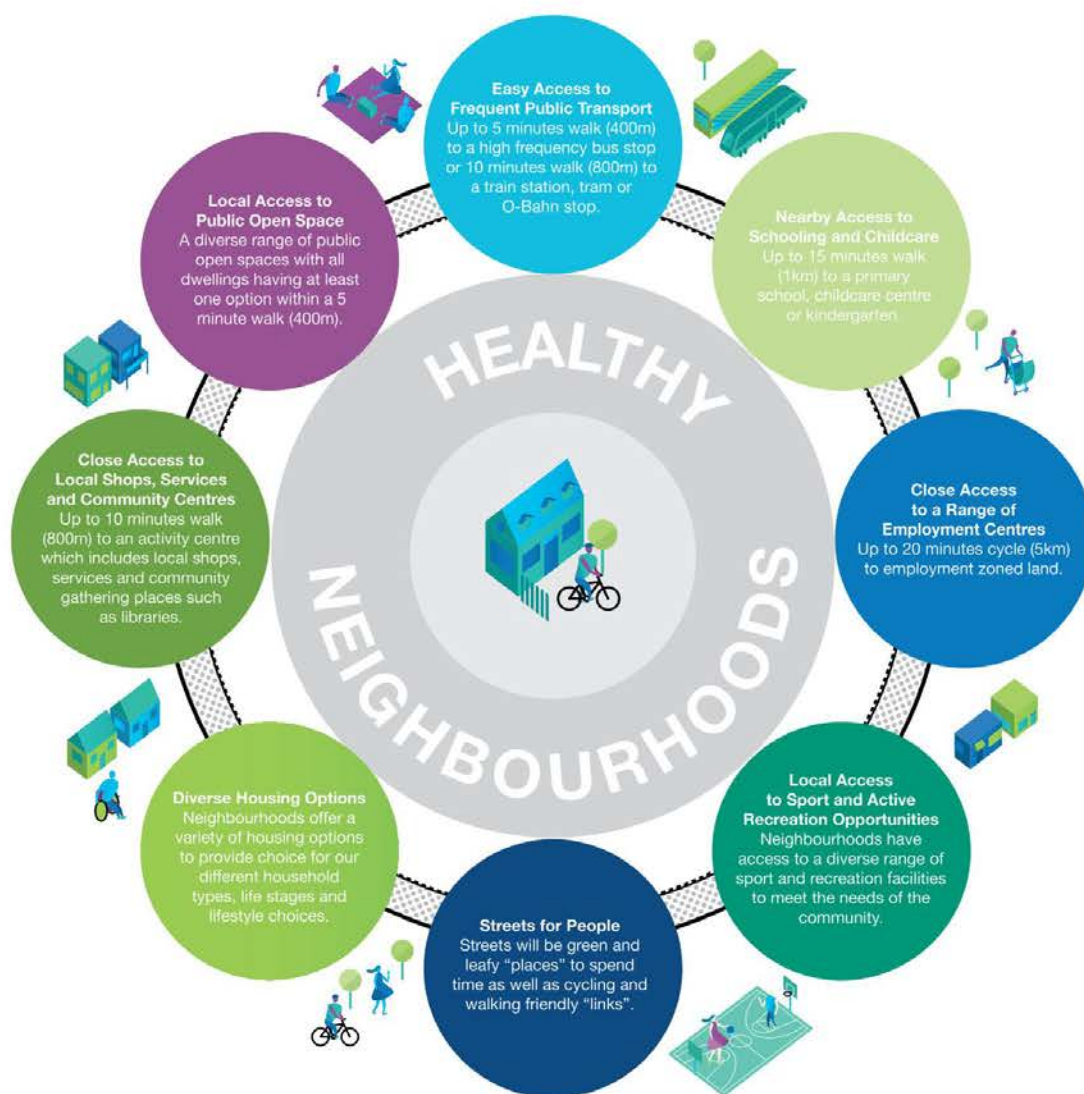 Easy Access to
Frequent Public Transport
Up to 5 minutes walk (400m)
to a high frequency bus stop
or 10 minutes walk (800m) to
a train station, tram or
O-Bahn stop.
Nearby Access to
Schooling and Childcare
Up to 15 minutes walk
(1km) to a primary
school, childcare centre
or kindergarten.
Close Access
to a Range of
Employment Centres
Up to 20 minutes cycle (5km)
to employment zoned land.
Local Access
to Sport and Active
Recreation Opportunities
Neighbourhoods have
access to a diverse range of
sport and recreation facilities
to meet the needs of the
community.
Streets for People
Streets will be green and
leafy “places” to spend
time as well as cycling and
walking friendly “links”.
Diverse Housing Options
Neighbourhoods offer a
variety of housing options
to provide choice for our
different household
types, life stages and
lifestyle choices.
Close Access to
Local Shops, Services
and Community Centres
Up to 10 minutes walk
(800m) to an activity centre
which includes local shops,
services and community
gathering places such
as libraries.
Local Access to
Public Open Space
A diverse range of public
open spaces with all
dwellings having at least
one option within a 5
minute walk (400m).
HEALTHY
NEIGHBOURHOODS